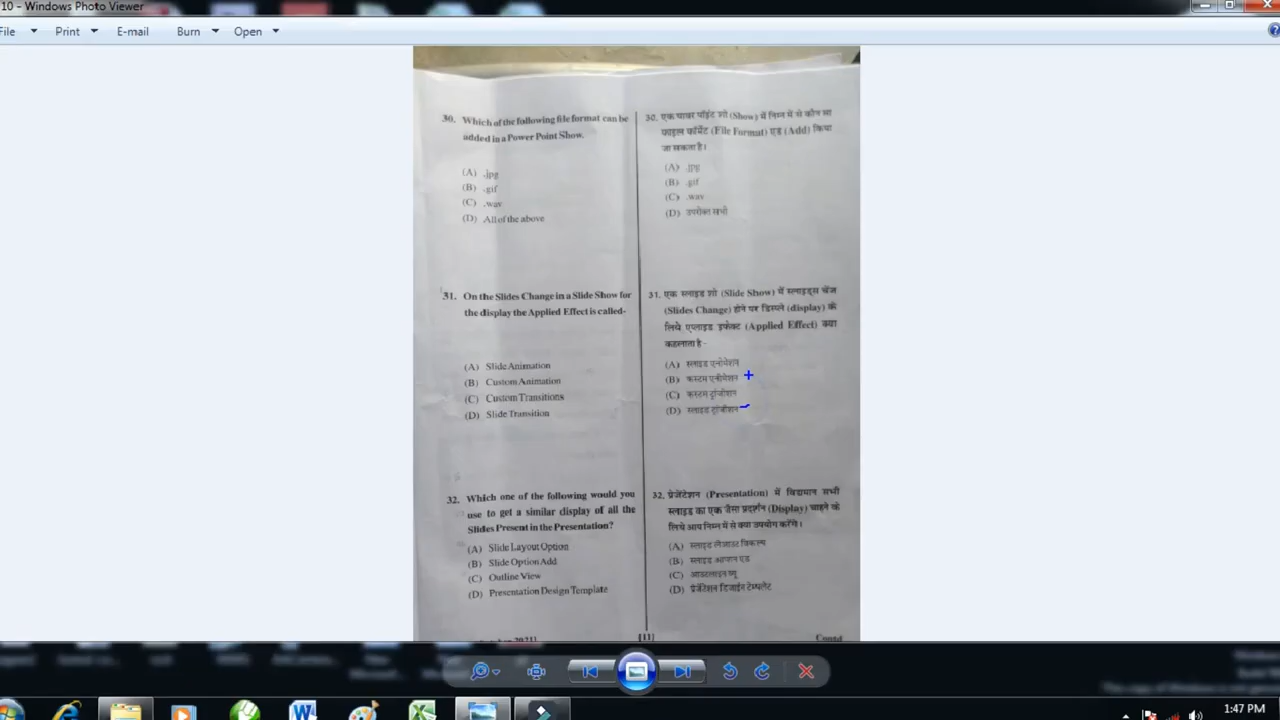 10 - Windows Photo Viewer
File Print E-mail Burn Open
30. Which of the following file format can be
added in a Power Point Show.
(A) .jpg
(B) .gif
(C) .wav
(D) All of the above
31. On the Slides Change in a Slide Show for
the display the Applied Effect is called-
(A) Slide Animation
(B) Custom Animation
(C) Custom Transitions
(D) Slide Transition
32. Which one of the following would you
use to get a similar display of all the
Slides Present in the Presentation?
(A) Slide Layout Option
(B) Slide Option Add
(C) Outline View
(D) Presentation Design Template
30. एक पावर पॉइंट शो (Show) में निम्न में से कौन सा
फाइल फॉर्मेट (File Format) एड (Add) किया
जा सकता है।
(A) .jpg
(B) .gif
(C) .wav
(D) उपरोक्त सभी
31. एक स्लाइड शो (Slide Show) में स्लाइड्स चेंज
(Slides Change) होने पर डिस्प्ले (display) के
लिये एप्लाइड इफेक्ट (Applied Effect) क्या
कहलाता है -
(A) स्लाइड एनीमेशन
(B) कस्टम एनीमेशन
(C) कस्टम ट्रांजीशन
(D) स्लाइड ट्रांजीशन
32. प्रेजेंटेशन (Presentation) में विद्यमान सभी
स्लाइड का एक जैसा प्रदर्शन (Display) चाहने के
लिये आप निम्न में से क्या उपयोग करेंगे।
(A) स्लाइड लेआउट विकल्प
(B) स्लाइड आप्शन एड
(C) आउटलाइन व्यू
(D) प्रेजेंटेशन डिजाईन टेम्पलेट
[11]
Contd
1:47 PM